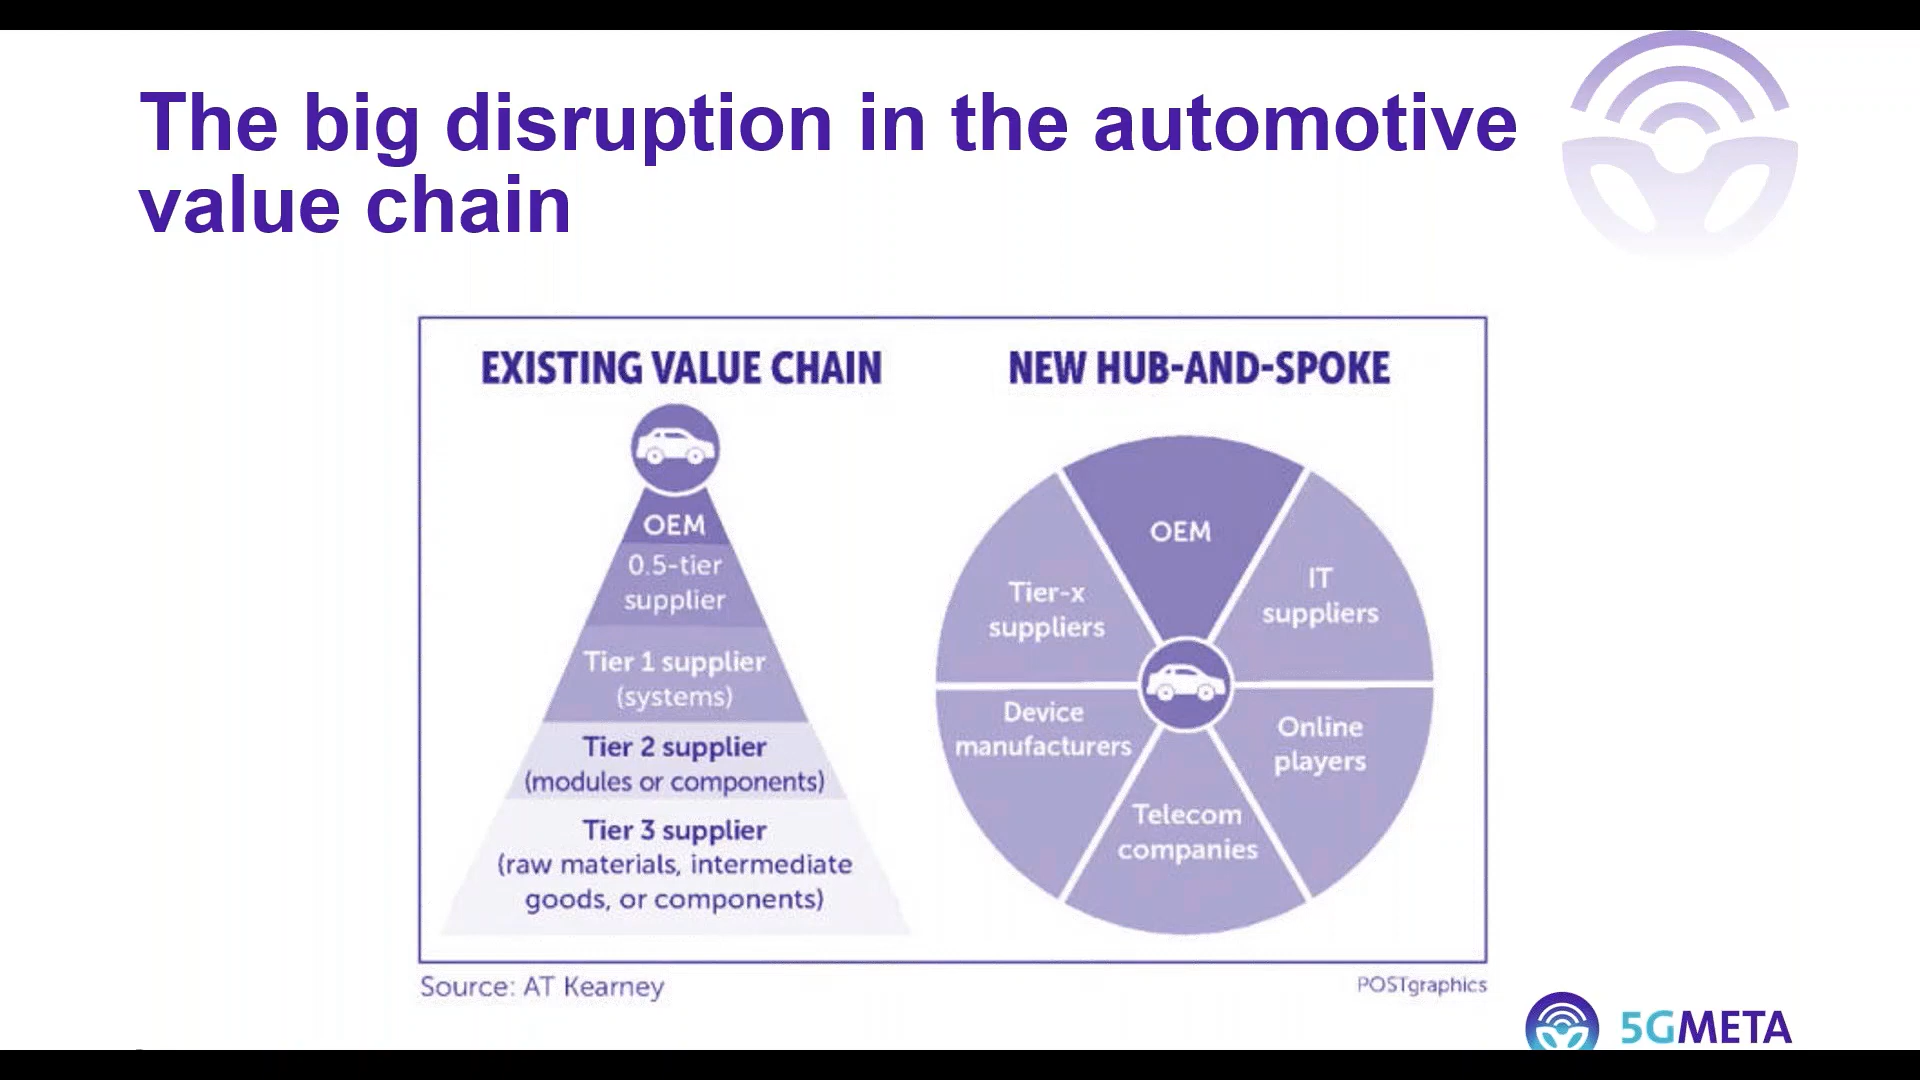 The big disruption in the automotive
value chain
EXISTING VALUE CHAIN
OEM
0.5-tier
supplier
Tier 1 supplier
(systems)
Tier 2 supplier
(modules or components)
Tier 3 supplier
(raw materials, intermediate
goods, or components)
NEW HUB-AND-SPOKE
OEM
Tier-x
suppliers
IT
suppliers
Device
manufacturers
Online
players
Telecom
companies
Source: AT Kearney
POSTgraphics
5GMETA